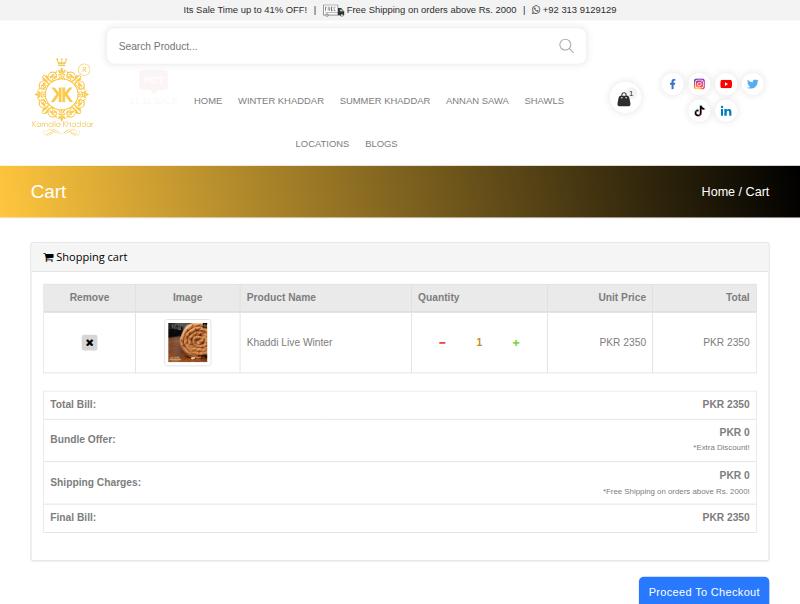 Its Sale Time up to 41% OFF! | Free Shipping on orders above Rs. 2000 | +92 313 9129129
Search Product...
HOT
HOME WINTER KHADDAR SUMMER KHADDAR ANNAN SAWA SHAWLS
LOCATIONS BLOGS
1
R
KK
Kamalia Khaddar
Cart
Home / Cart
Shopping cart
Remove Image Product Name Quantity Unit Price Total
Khaddi Live Winter − 1 + PKR 2350 PKR 2350
Total Bill: PKR 2350
Bundle Offer: PKR 0
*Extra Discount!
Shipping Charges: PKR 0
*Free Shipping on orders above Rs. 2000!
Final Bill: PKR 2350
Proceed To Checkout